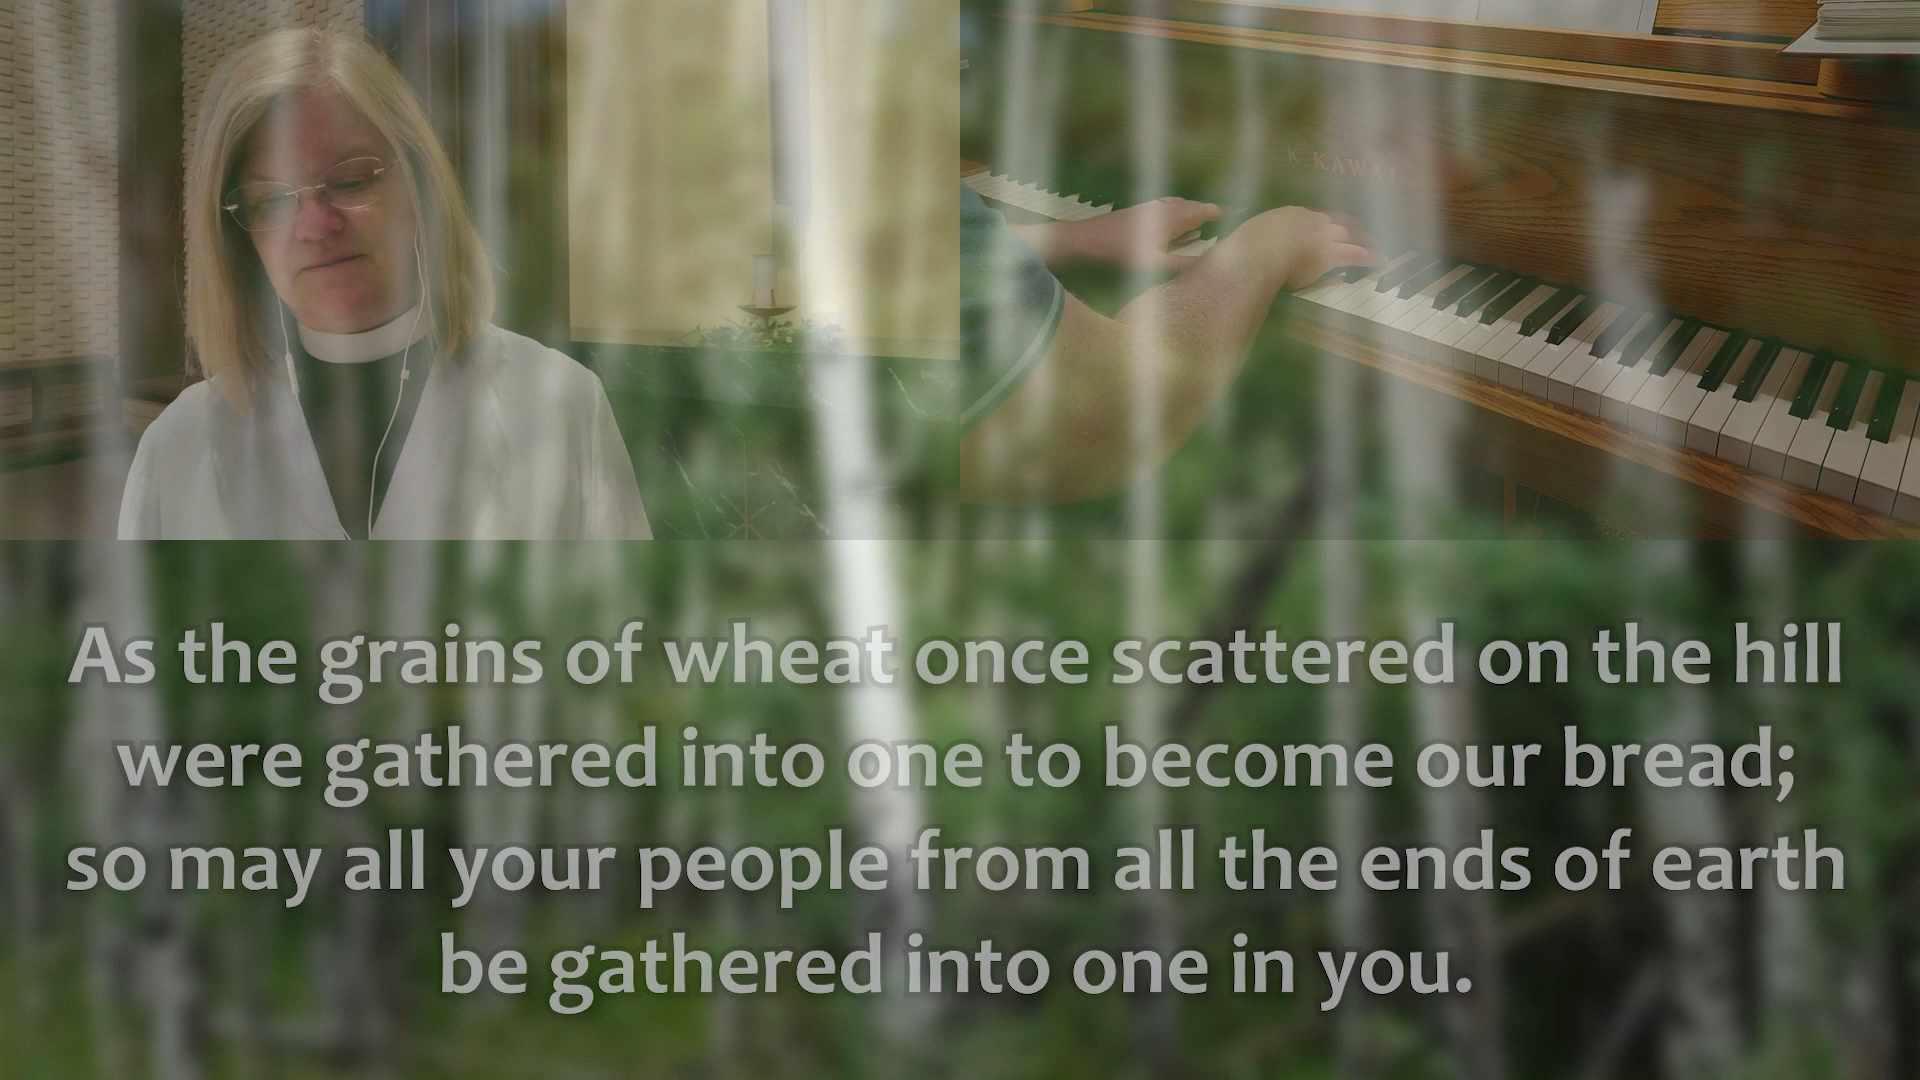 K.KAWAI
As the grains of wheat once scattered on the hill
were gathered into one to become our bread;
so may all your people from all the ends of earth
be gathered into one in you.